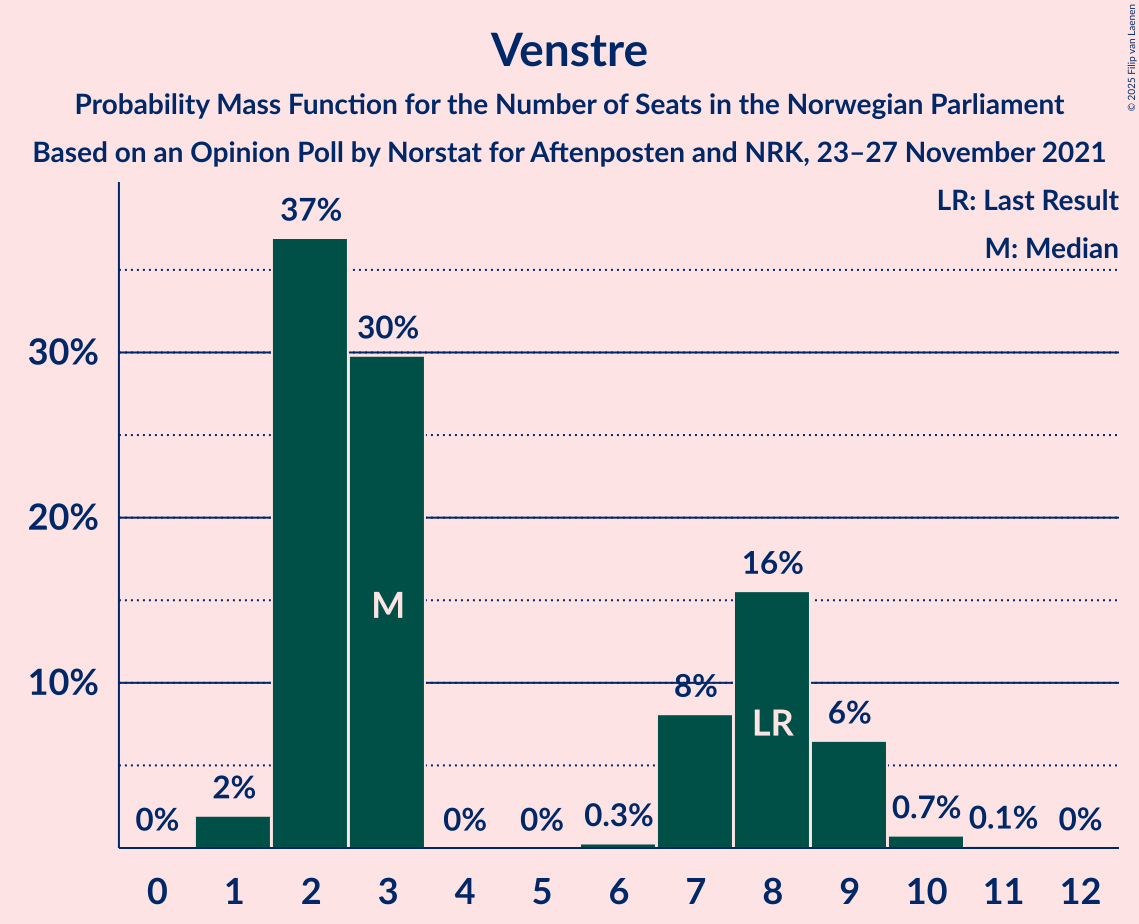 Venstre
Probability Mass Function for the Number of Seats in the Norwegian Parliament
Based on an Opinion Poll by Norstat for Aftenposten and NRK, 23–27 November 2021
© 2025 Filip van Laenen
LR: Last Result
M: Median
30%
20%
10%
0%
2%
37%
30%
0%
0%
0.3%
8%
16%
6%
0.7%
0.1%
0%
M
LR
0 1 2 3 4 5 6 7 8 9 10 11 12